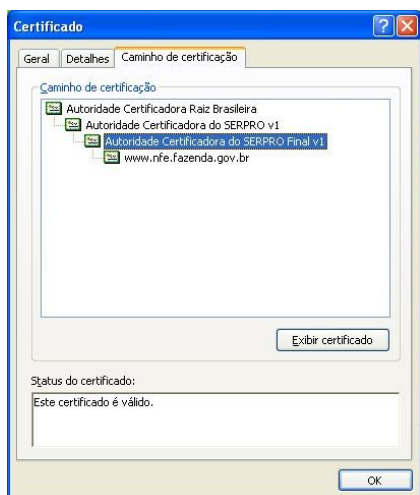 Certificado
Geral Detalhes Caminho de certificação
Caminho de certificação
Autoridade Certificadora Raiz Brasileira
Autoridade Certificadora do SERPRO v1
Autoridade Certificadora do SERPRO Final v1
www.nfe.fazenda.gov.br
Exibir certificado
Status do certificado:
Este certificado é válido.
OK